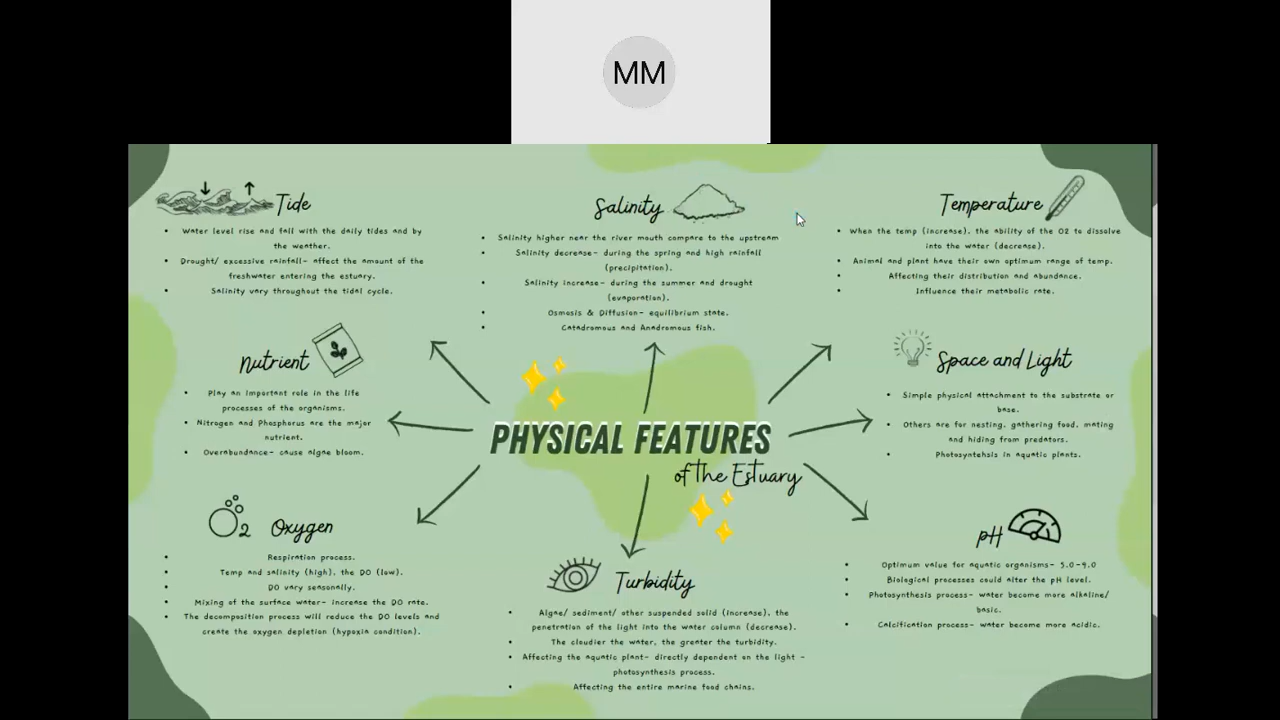 MM
Tide
• Water level rise and fall with the daily tides and by
the weather.
• Drought/ excessive rainfall- affect the amount of the
freshwater entering the estuary.
• Salinity vary throughout the tidal cycle.
Salinity
• Salinity higher near the river mouth compare to the upstream
• Salinity decrease- during the spring and high rainfall
(precipitation).
• Salinity increase- during the summer and drought
(evaporation).
• Osmosis & Diffusion- equilibrium state.
• Catadromous and Anadromous fish.
Temperature
• When the temp (increase), the ability of the O2 to dissolve
into the water (decrease).
• Animal and plant have their own optimum range of temp.
• Affecting their distribution and abundance.
• Influence their metabolic rate.
Nutrient
• Play an important role in the life
processes of the organisms.
• Nitrogen and Phosphorus are the major
nutrient.
• Overabundance- cause algae bloom.
Space and Light
• Simple physical attachment to the substrate or
base.
• Others are for nesting, gathering food, mating
and hiding from predators.
• Photosyntehsis in aquatic plants.
PHYSICAL FEATURES
of the Estuary
O2 Oxygen
• Respiration process.
• Temp and salinity (high), the DO (low).
• DO vary seasonally.
• Mixing of the surface water- increase the DO rate.
• The decomposition process will reduce the DO levels and
create the oxygen depletion (hypoxia condition).
Turbidity
• Algae/ sediment/ other suspended solid (increase), the
penetration of the light into the water column (decrease).
• The cloudier the water, the greater the turbidity.
• Affecting the aquatic plant- directly dependent on the light -
photosynthesis process.
• Affecting the entire marine food chains.
pH
• Optimum value for aquatic organisms- 5.0-9.0
• Biological processes could alter the pH level.
• Photosynthesis process- water become more alkaline/
basic.
• Calcification process- water become more acidic.